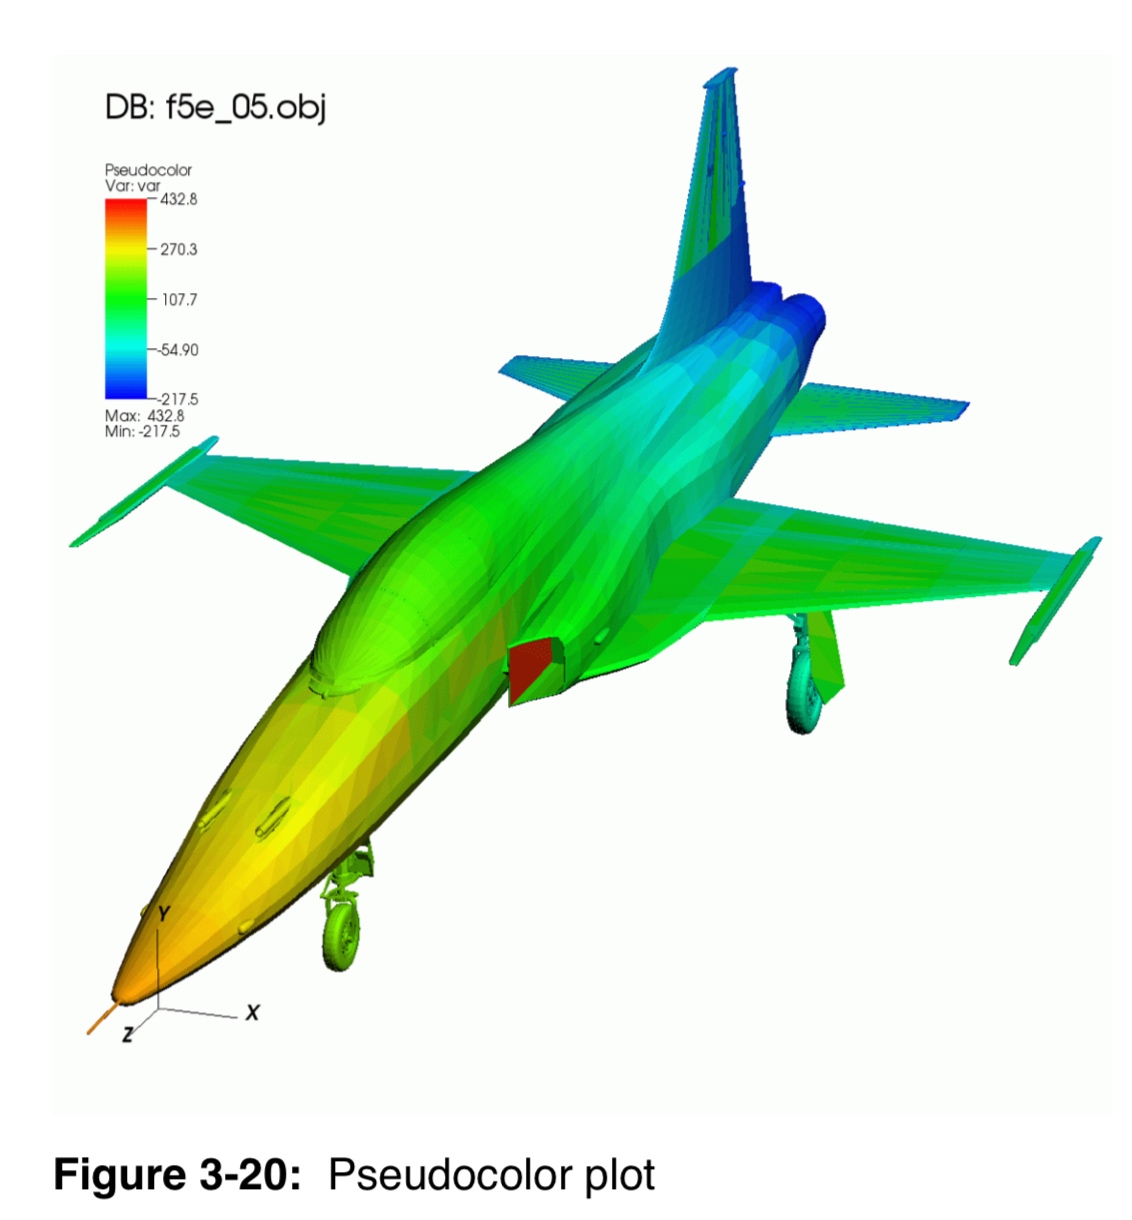 DB: f5e_05.obj
Pseudocolor
Var: var
432.8
270.3
107.7
-54.90
-217.5
Max: 432.8
Min: -217.5
Y
X
Z
Figure 3-20: Pseudocolor plot